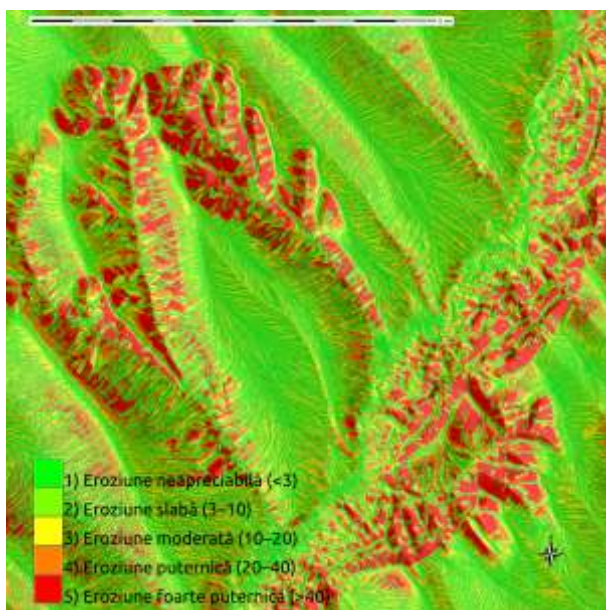 1) Eroziune neapreciabilă (<3)
2) Eroziune slabă (3–10)
3) Eroziune moderată (10–20)
4) Eroziune puternică (20–40)
5) Eroziune foarte puternică (>40)